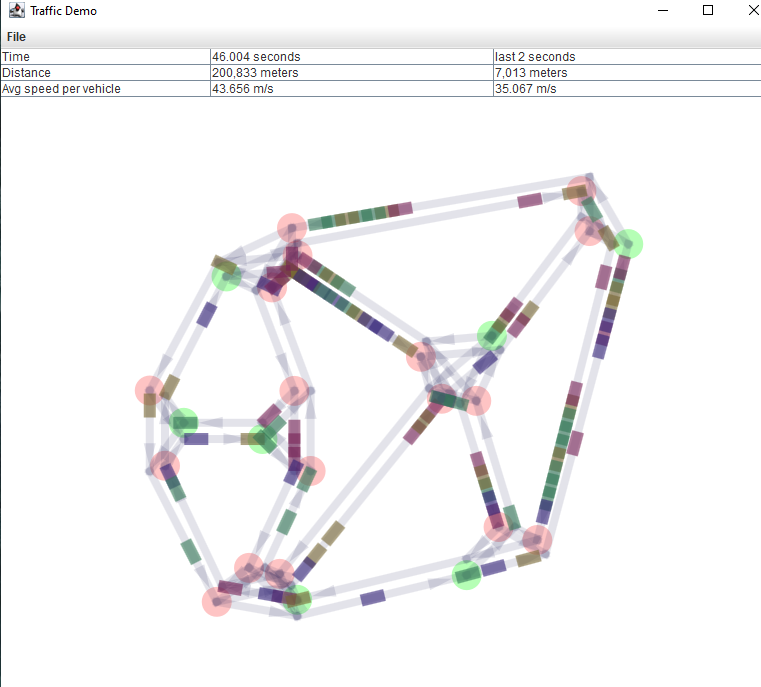 Traffic Demo
File
Time 46.004 seconds last 2 seconds
Distance 200,833 meters 7,013 meters
Avg speed per vehicle 43.656 m/s 35.067 m/s